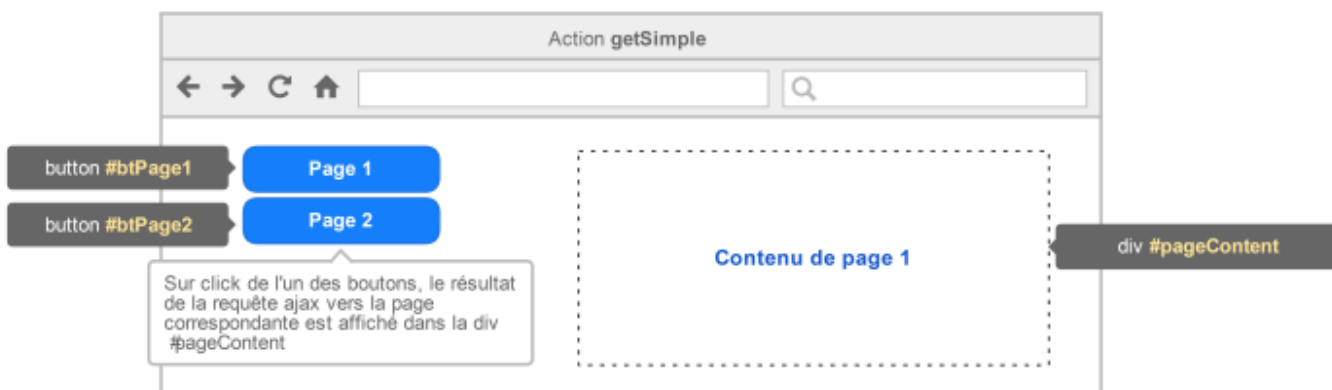 Action getSimple
button #btPage1
Page 1
button #btPage2
Page 2
Sur click de l'un des boutons, le résultat
de la requête ajax vers la page
correspondante est affiché dans la div
#pageContent
Contenu de page 1
div #pageContent